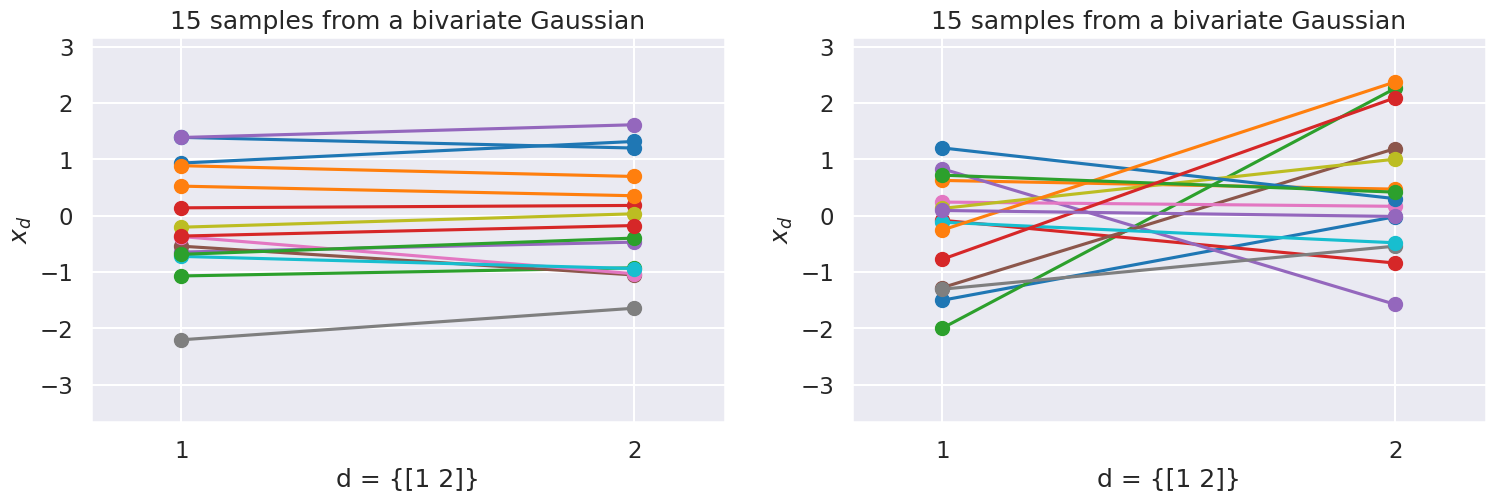 15 samples from a bivariate Gaussian
3
2
1
0
−1
−2
−3
x_d
1 2
d = {[1 2]}
15 samples from a bivariate Gaussian
3
2
1
0
−1
−2
−3
x_d
1 2
d = {[1 2]}